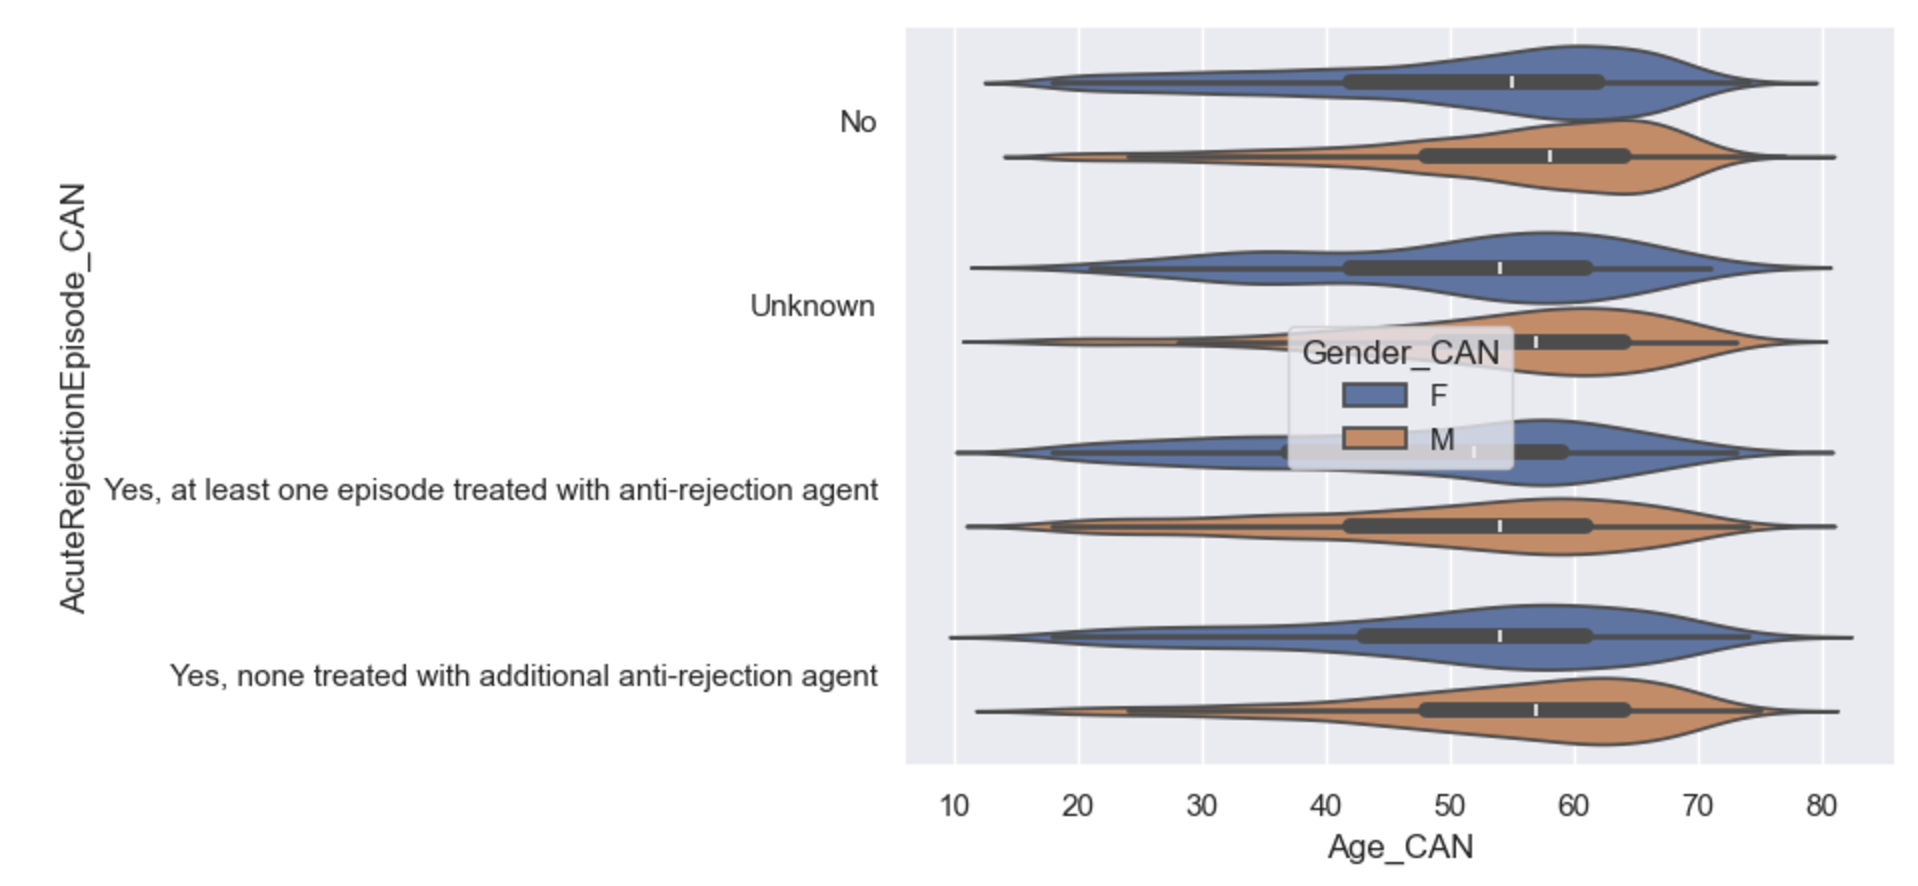 AcuteRejectionEpisode_CAN
No
Unknown
Yes, at least one episode treated with anti-rejection agent
Yes, none treated with additional anti-rejection agent
Gender_CAN
F
M
10 20 30 40 50 60 70 80
Age_CAN